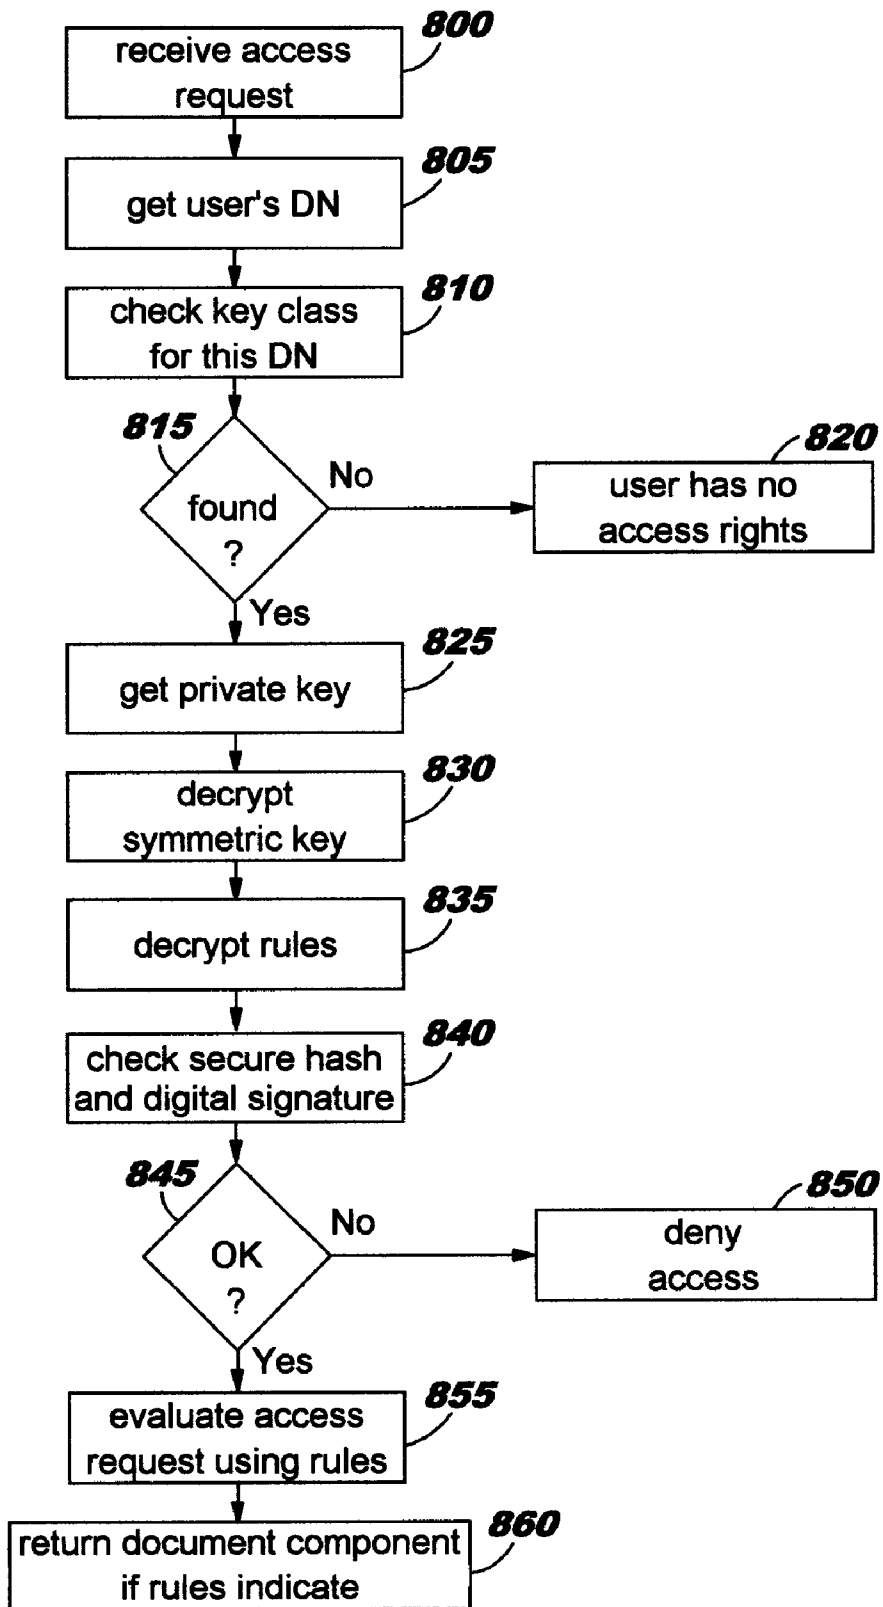 800
receive access
request
805
get user's DN
810
check key class
for this DN
815
found
?
No
820
user has no
access rights
Yes
825
get private key
830
decrypt
symmetric key
835
decrypt rules
840
check secure hash
and digital signature
845
OK
?
No
850
deny
access
Yes
855
evaluate access
request using rules
860
return document component
if rules indicate